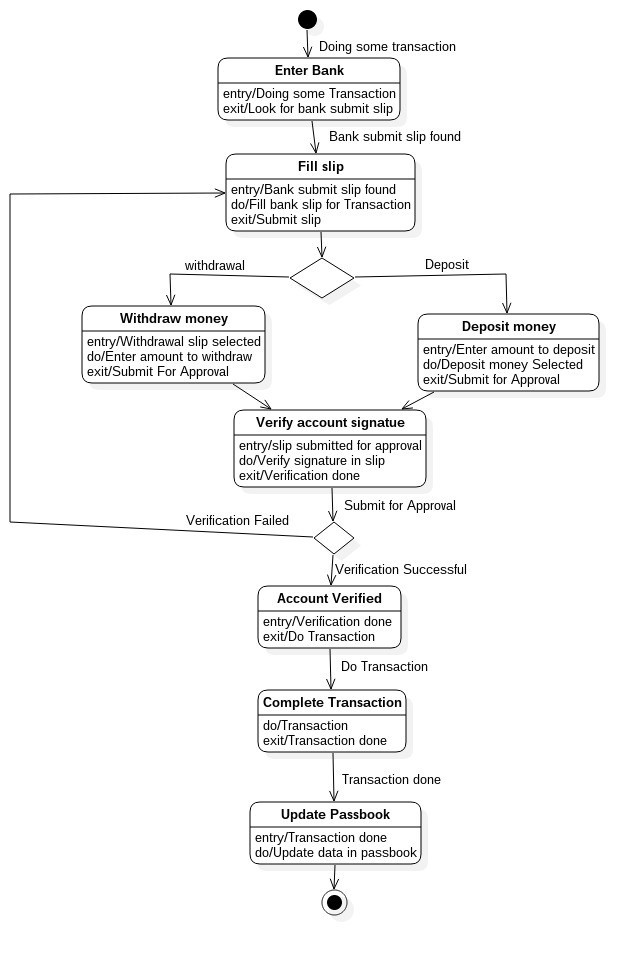 Doing some transaction
Enter Bank
entry/Doing some Transaction
exit/Look for bank submit slip
Bank submit slip found
Fill slip
entry/Bank submit slip found
do/Fill bank slip for Transaction
exit/Submit slip
withdrawal
Deposit
Withdraw money
entry/Withdrawal slip selected
do/Enter amount to withdraw
exit/Submit For Approval
Deposit money
entry/Enter amount to deposit
do/Deposit money Selected
exit/Submit for Approval
Verify account signatue
entry/slip submitted for approval
do/Verify signature in slip
exit/Verification done
Submit for Approval
Verification Failed
Verification Successful
Account Verified
entry/Verification done
exit/Do Transaction
Do Transaction
Complete Transaction
do/Transaction
exit/Transaction done
Transaction done
Update Passbook
entry/Transaction done
do/Update data in passbook